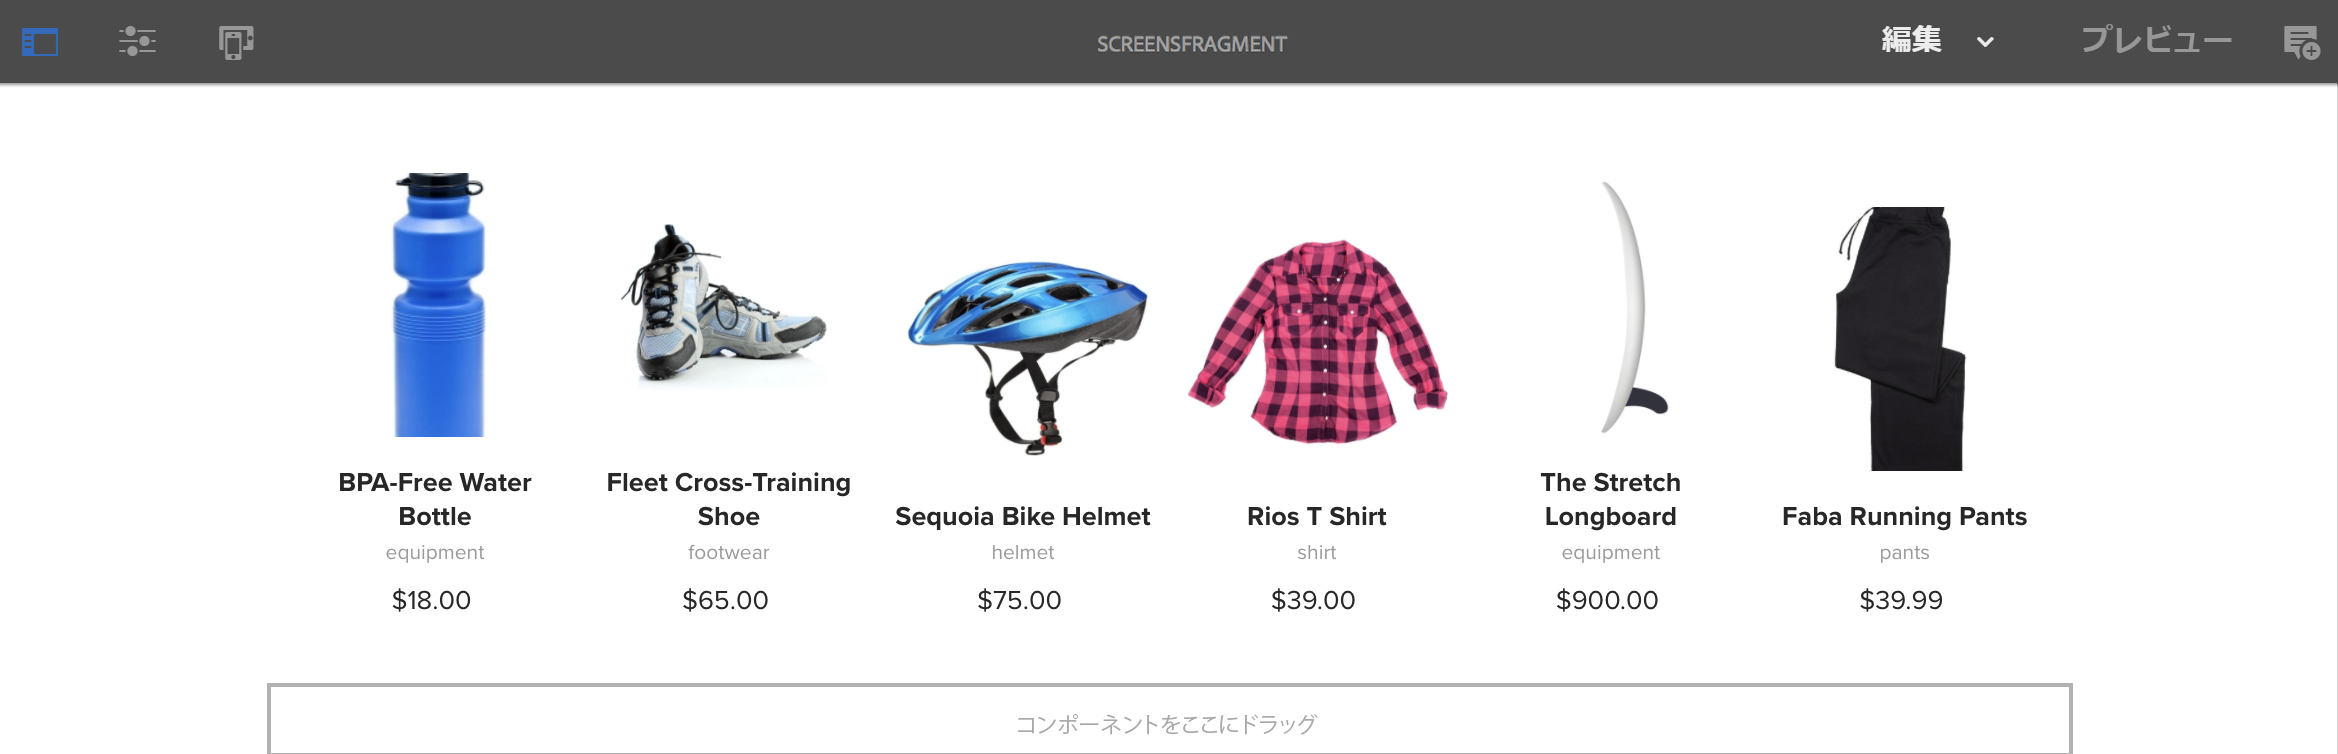 SCREENSFRAGMENT
編集
プレビュー
BPA-Free Water
Bottle
equipment
$18.00
Fleet Cross-Training
Shoe
footwear
$65.00
Sequoia Bike Helmet
helmet
$75.00
Rios T Shirt
shirt
$39.00
The Stretch
Longboard
equipment
$900.00
Faba Running Pants
pants
$39.99
コンポーネントをここにドラッグ